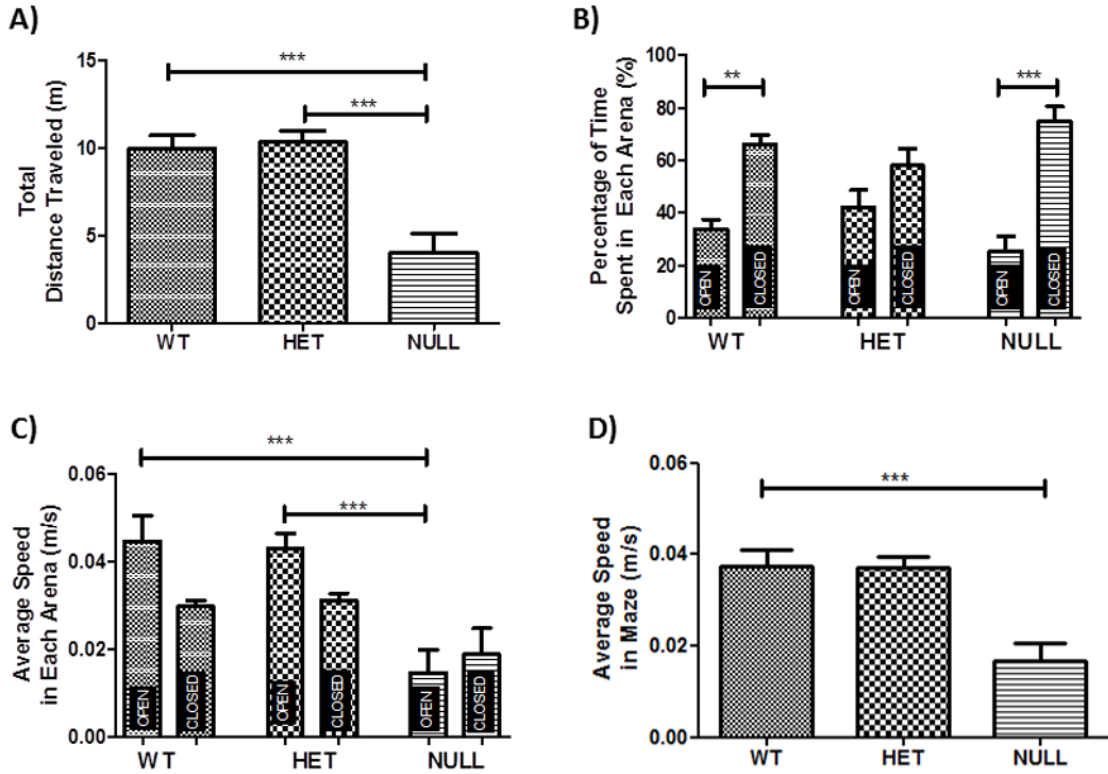 A)
Total
Distance Traveled (m)
15
10
5
0
***
***
WT HET NULL
B)
Percentage of Time
Spent in Each Arena (%)
100
80
60
40
20
0
** ***
OPEN CLOSED OPEN CLOSED OPEN CLOSED
WT HET NULL
C)
Average Speed
in Each Arena (m/s)
0.06
0.04
0.02
0.00
***
***
OPEN CLOSED OPEN CLOSED OPEN CLOSED
WT HET NULL
D)
Average Speed
in Maze (m/s)
0.06
0.04
0.02
0.00
***
WT HET NULL